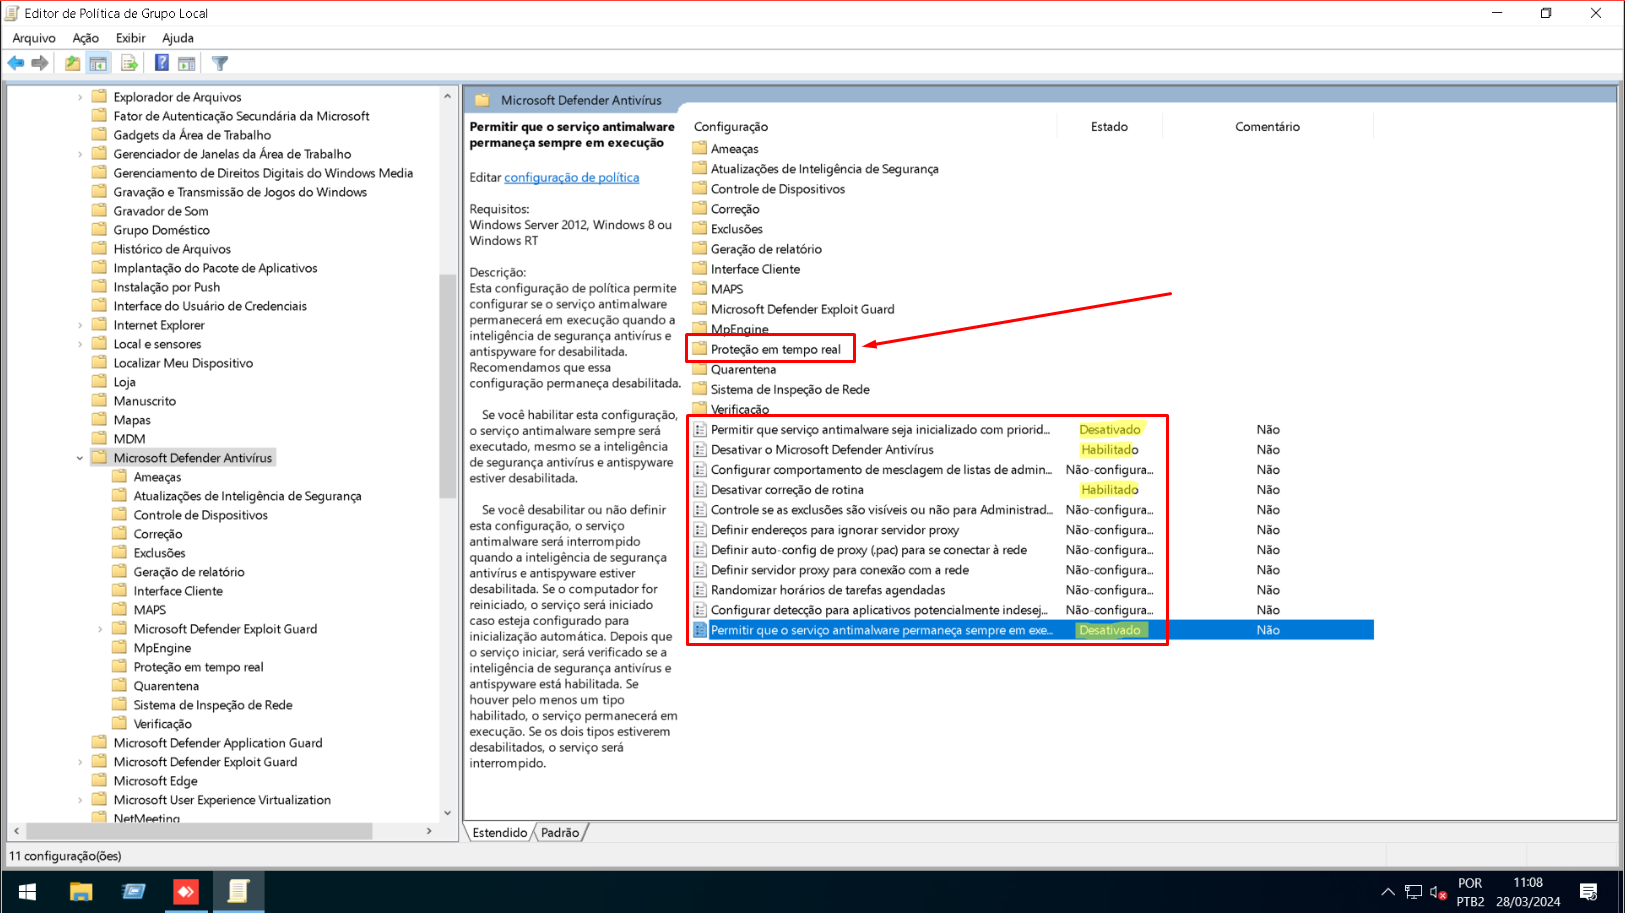 Editor de Política de Grupo Local
Arquivo Ação Exibir Ajuda
Explorador de Arquivos
Fator de Autenticação Secundária da Microsoft
Gadgets da Área de Trabalho
Gerenciador de Janelas da Área de Trabalho
Gerenciamento de Direitos Digitais do Windows Media
Gravação e Transmissão de Jogos do Windows
Gravador de Som
Grupo Doméstico
Histórico de Arquivos
Implantação do Pacote de Aplicativos
Instalação por Push
Interface do Usuário de Credenciais
Internet Explorer
Local e sensores
Localizar Meu Dispositivo
Loja
Manuscrito
Mapas
MDM
Microsoft Defender Antivírus
Ameaças
Atualizações de Inteligência de Segurança
Controle de Dispositivos
Correção
Exclusões
Geração de relatório
Interface Cliente
MAPS
Microsoft Defender Exploit Guard
MpEngine
Proteção em tempo real
Quarentena
Sistema de Inspeção de Rede
Verificação
Microsoft Defender Application Guard
Microsoft Defender Exploit Guard
Microsoft Edge
Microsoft User Experience Virtualization
NetMeeting
Microsoft Defender Antivírus
Permitir que o serviço antimalware
permaneça sempre em execução
Editar configuração de política
Requisitos:
Windows Server 2012, Windows 8 ou
Windows RT
Descrição:
Esta configuração de política permite
configurar se o serviço antimalware
permanecerá em execução quando a
inteligência de segurança antivírus e
antispyware for desabilitada.
Recomendamos que essa
configuração permaneça desabilitada.
Se você habilitar esta configuração,
o serviço antimalware sempre será
executado, mesmo se a inteligência
de segurança antivírus e antispyware
estiver desabilitada.
Se você desabilitar ou não definir
esta configuração, o serviço
antimalware será interrompido
quando a inteligência de segurança
antivírus e antispyware estiver
desabilitada. Se o computador for
reiniciado, o serviço será iniciado
caso esteja configurado para
inicialização automática. Depois que
o serviço iniciar, será verificado se a
inteligência de segurança antivírus e
antispyware está habilitada. Se
houver pelo menos um tipo
habilitado, o serviço permanecerá em
execução. Se os dois tipos estiverem
desabilitados, o serviço será
interrompido.
Configuração Estado Comentário
Ameaças
Atualizações de Inteligência de Segurança
Controle de Dispositivos
Correção
Exclusões
Geração de relatório
Interface Cliente
MAPS
Microsoft Defender Exploit Guard
MpEngine
Proteção em tempo real
Quarentena
Sistema de Inspeção de Rede
Verificação
Permitir que serviço antimalware seja inicializado com priorid... Desativado Não
Desativar o Microsoft Defender Antivírus Habilitado Não
Configurar comportamento de mesclagem de listas de admin... Não-configura... Não
Desativar correção de rotina Habilitado Não
Controle se as exclusões são visíveis ou não para Administrad... Não-configura... Não
Definir endereços para ignorar servidor proxy Não-configura... Não
Definir auto-config de proxy (.pac) para se conectar à rede Não-configura... Não
Definir servidor proxy para conexão com a rede Não-configura... Não
Randomizar horários de tarefas agendadas Não-configura... Não
Configurar detecção para aplicativos potencialmente indesej... Não-configura... Não
Permitir que o serviço antimalware permaneça sempre em exe... Desativado Não
Estendido Padrão
11 configuração(ões)
POR
PTB2
11:08
28/03/2024